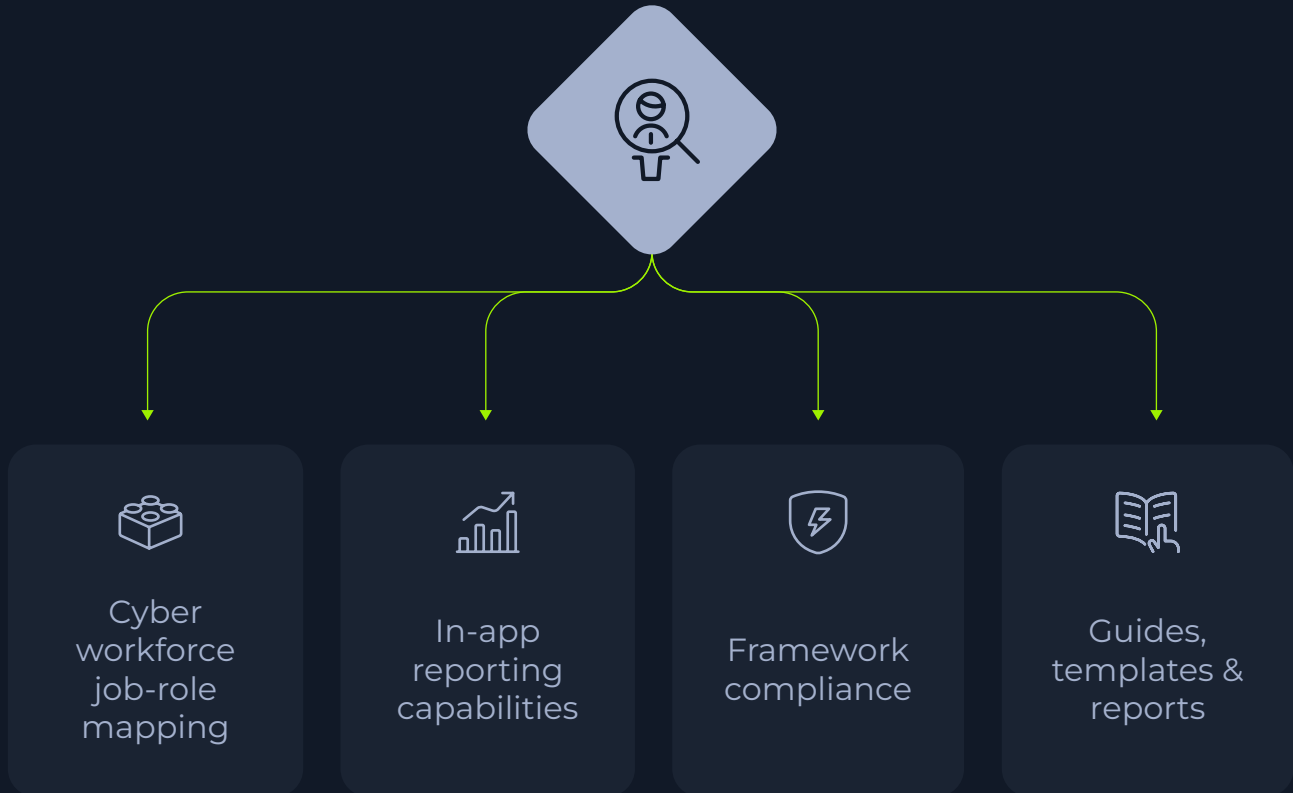 Cyber
workforce
job-role
mapping
In-app
reporting
capabilities
Framework
compliance
Guides,
templates &
reports